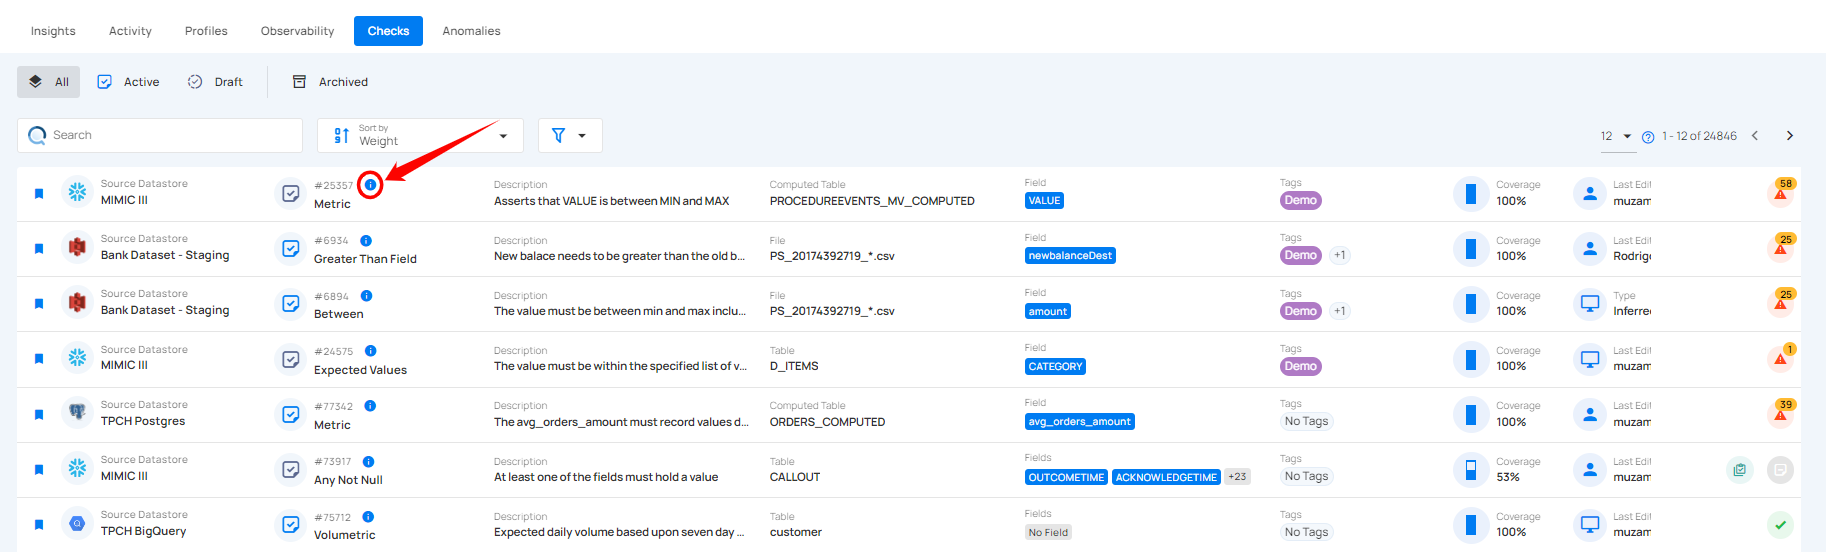 Insights Activity Profiles Observability Checks Anomalies
All Active Draft Archived
Search
Sort by
Weight
12 1 - 12 of 24846
Source Datastore
MIMIC III
#25357
Metric
Description
Asserts that VALUE is between MIN and MAX
Computed Table
PROCEDUREEVENTS_MV_COMPUTED
Field
VALUE
Tags
Demo
Coverage
100%
Last Edit
muzam
58
Source Datastore
Bank Dataset - Staging
#6934
Greater Than Field
Description
New balace needs to be greater than the old b...
File
PS_20174392719_*.csv
Field
newbalanceDest
Tags
Demo +1
Coverage
100%
Last Edit
Rodrig
25
Source Datastore
Bank Dataset - Staging
#6894
Between
Description
The value must be between min and max inclu...
File
PS_20174392719_*.csv
Field
amount
Tags
Demo +1
Coverage
100%
Type
Inferre
25
Source Datastore
MIMIC III
#24575
Expected Values
Description
The value must be within the specified list of v...
Table
D_ITEMS
Field
CATEGORY
Tags
Demo
Coverage
100%
Last Edit
muzam
1
Source Datastore
TPCH Postgres
#77342
Metric
Description
The avg_orders_amount must record values d...
Computed Table
ORDERS_COMPUTED
Field
avg_orders_amount
Tags
No Tags
Coverage
100%
Last Edit
muzam
39
Source Datastore
MIMIC III
#73917
Any Not Null
Description
At least one of the fields must hold a value
Table
CALLOUT
Fields
OUTCOMETIME ACKNOWLEDGETIME +23
Tags
No Tags
Coverage
53%
Last Edit
muzam
Source Datastore
TPCH BigQuery
#75712
Volumetric
Description
Expected daily volume based upon seven day ...
Table
customer
Fields
No Field
Tags
No Tags
Coverage
100%
Last Edit
muzam